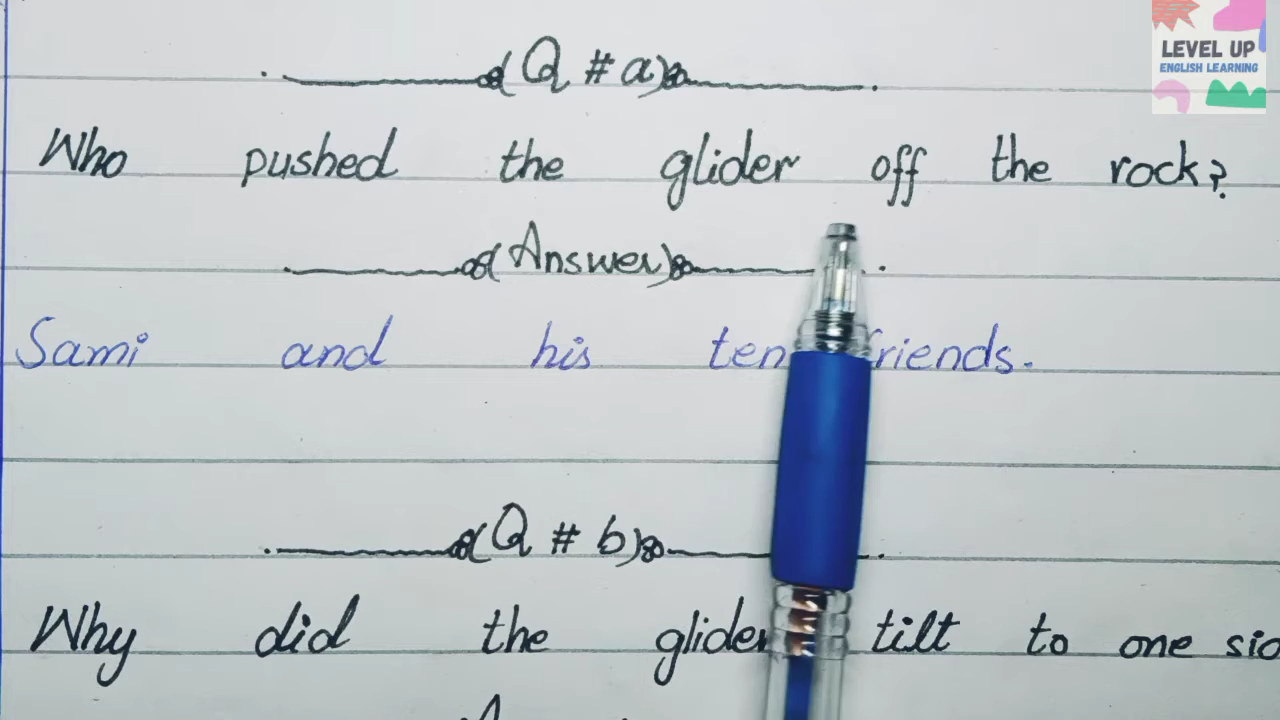 LEVEL UP
ENGLISH LEARNING
(Q # a)
Who pushed the glider off the rock?
(Answer)
Sami and his ten friends.
(Q # b)
Why did the glider tilt to one